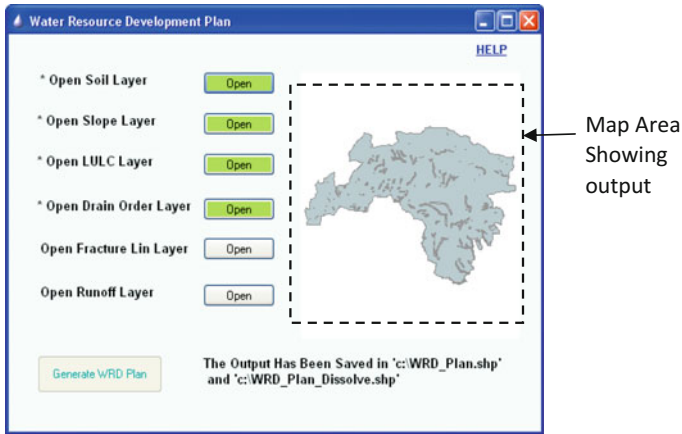 Water Resource Development Plan
HELP
* Open Soil Layer
Open
* Open Slope Layer
Open
* Open LULC Layer
Open
* Open Drain Order Layer
Open
Open Fracture Lin Layer
Open
Open Runoff Layer
Open
Generate WRD Plan
The Output Has Been Saved in 'c:\WRD_Plan.shp'
and 'c:\WRD_Plan_Dissolve.shp'
Map Area
Showing
output